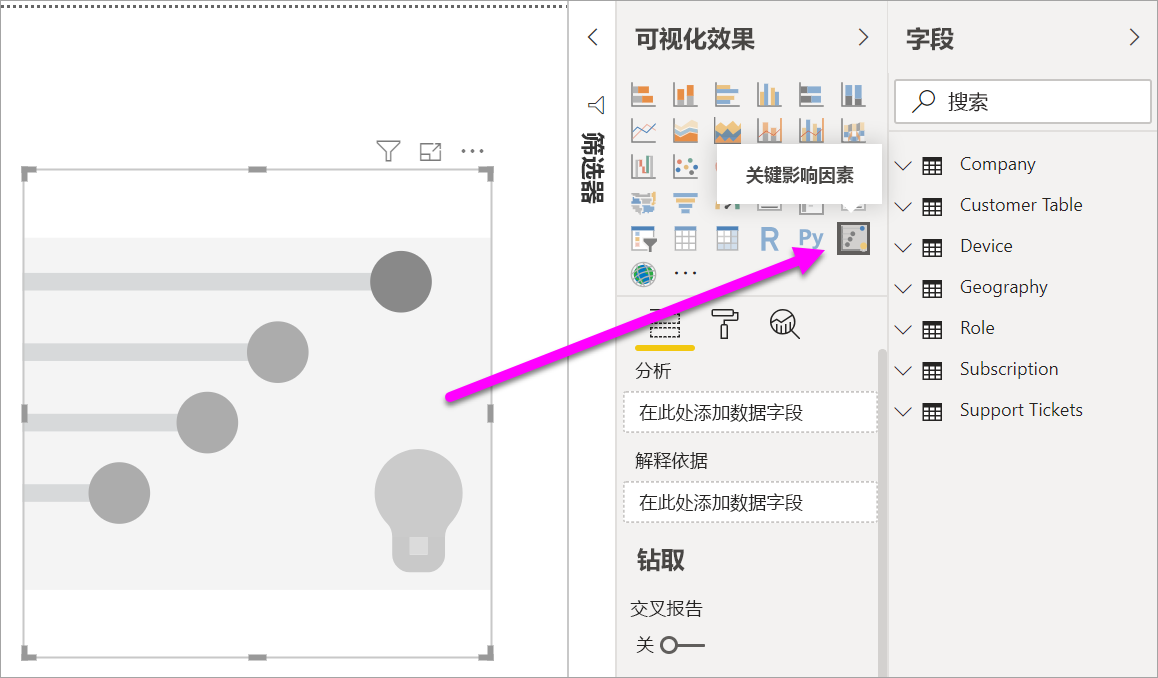 筛选器
可视化效果
关键影响因素
R
Py
分析
在此处添加数据字段
解释依据
在此处添加数据字段
钻取
交叉报告
关
字段
搜索
Company
Customer Table
Device
Geography
Role
Subscription
Support Tickets